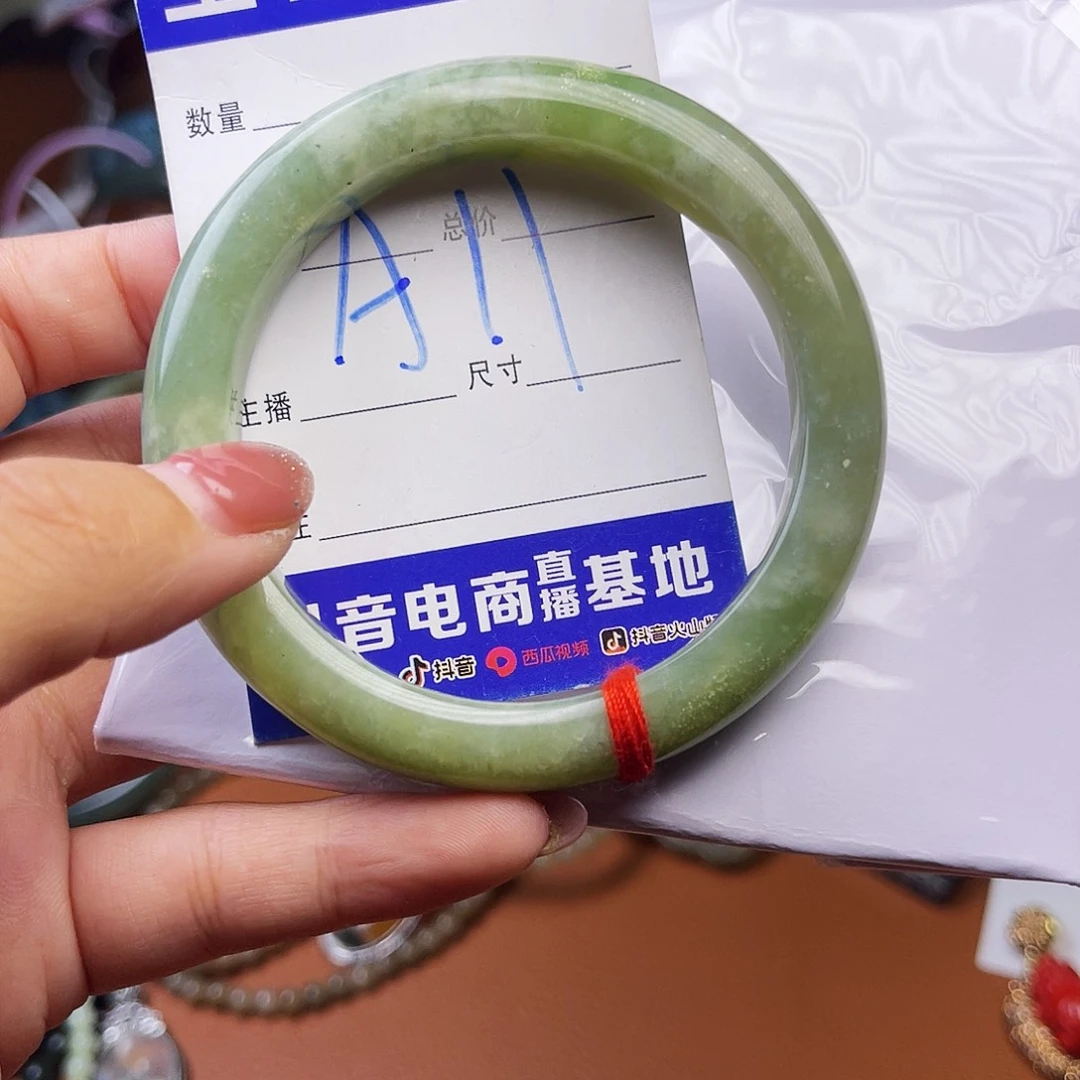 数量
总价
A11
尺寸
主播
音电商直播基地
抖音 西瓜视频 抖音火山